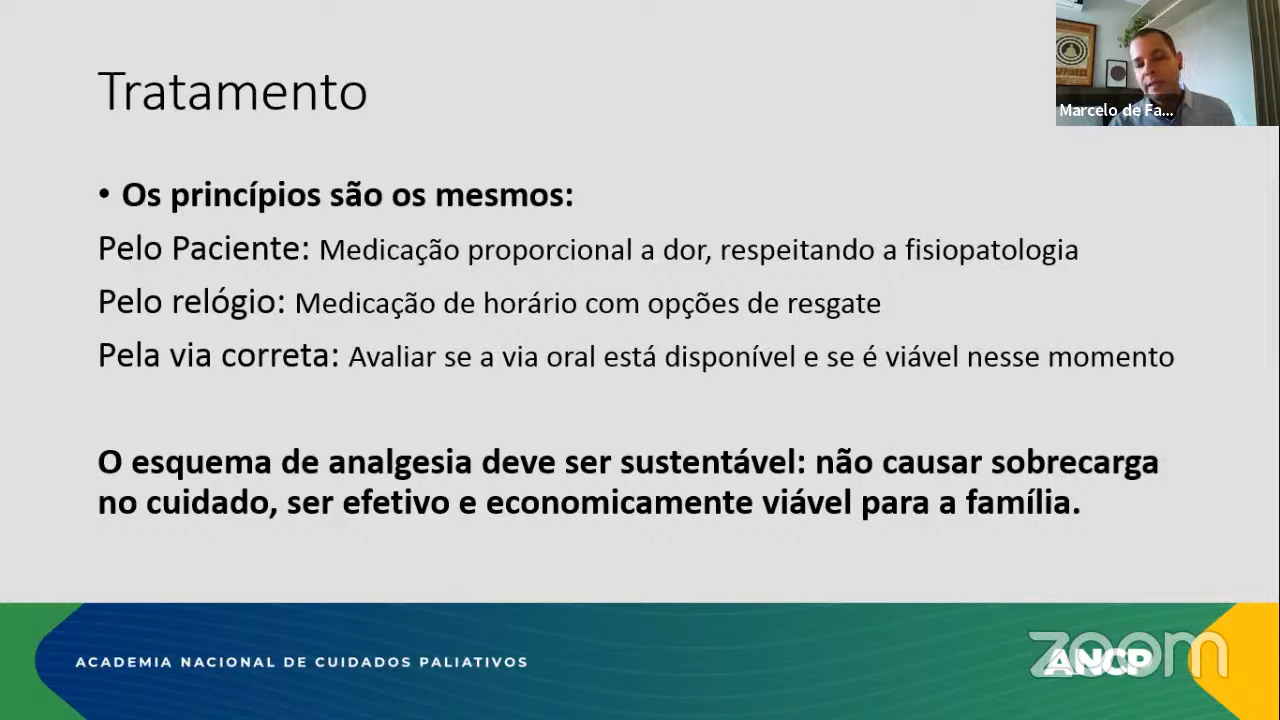 Tratamento
• Os princípios são os mesmos:
Pelo Paciente: Medicação proporcional a dor, respeitando a fisiopatologia
Pelo relógio: Medicação de horário com opções de resgate
Pela via correta: Avaliar se a via oral está disponível e se é viável nesse momento
O esquema de analgesia deve ser sustentável: não causar sobrecarga
no cuidado, ser efetivo e economicamente viável para a família.
Marcelo de Fa...
ACADEMIA NACIONAL DE CUIDADOS PALIATIVOS
ANCP
zoom